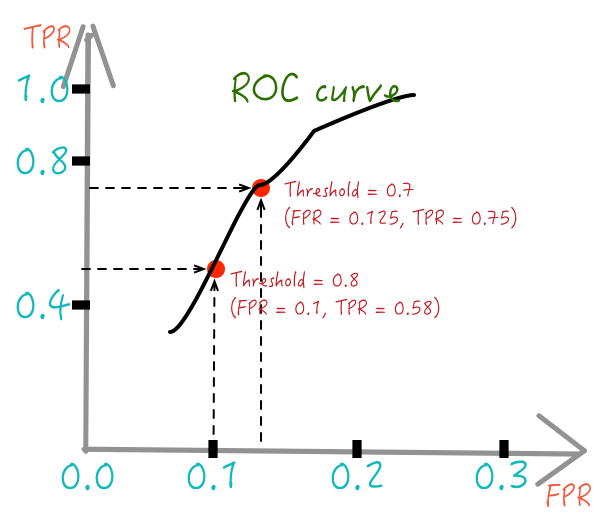 TPR
1.0
ROC curve
0.8
Threshold = 0.7
(FPR = 0.125, TPR = 0.75)
Threshold = 0.8
0.4
(FPR = 0.1, TPR = 0.58)
0.0
0.1
0.2
0.3
FPR